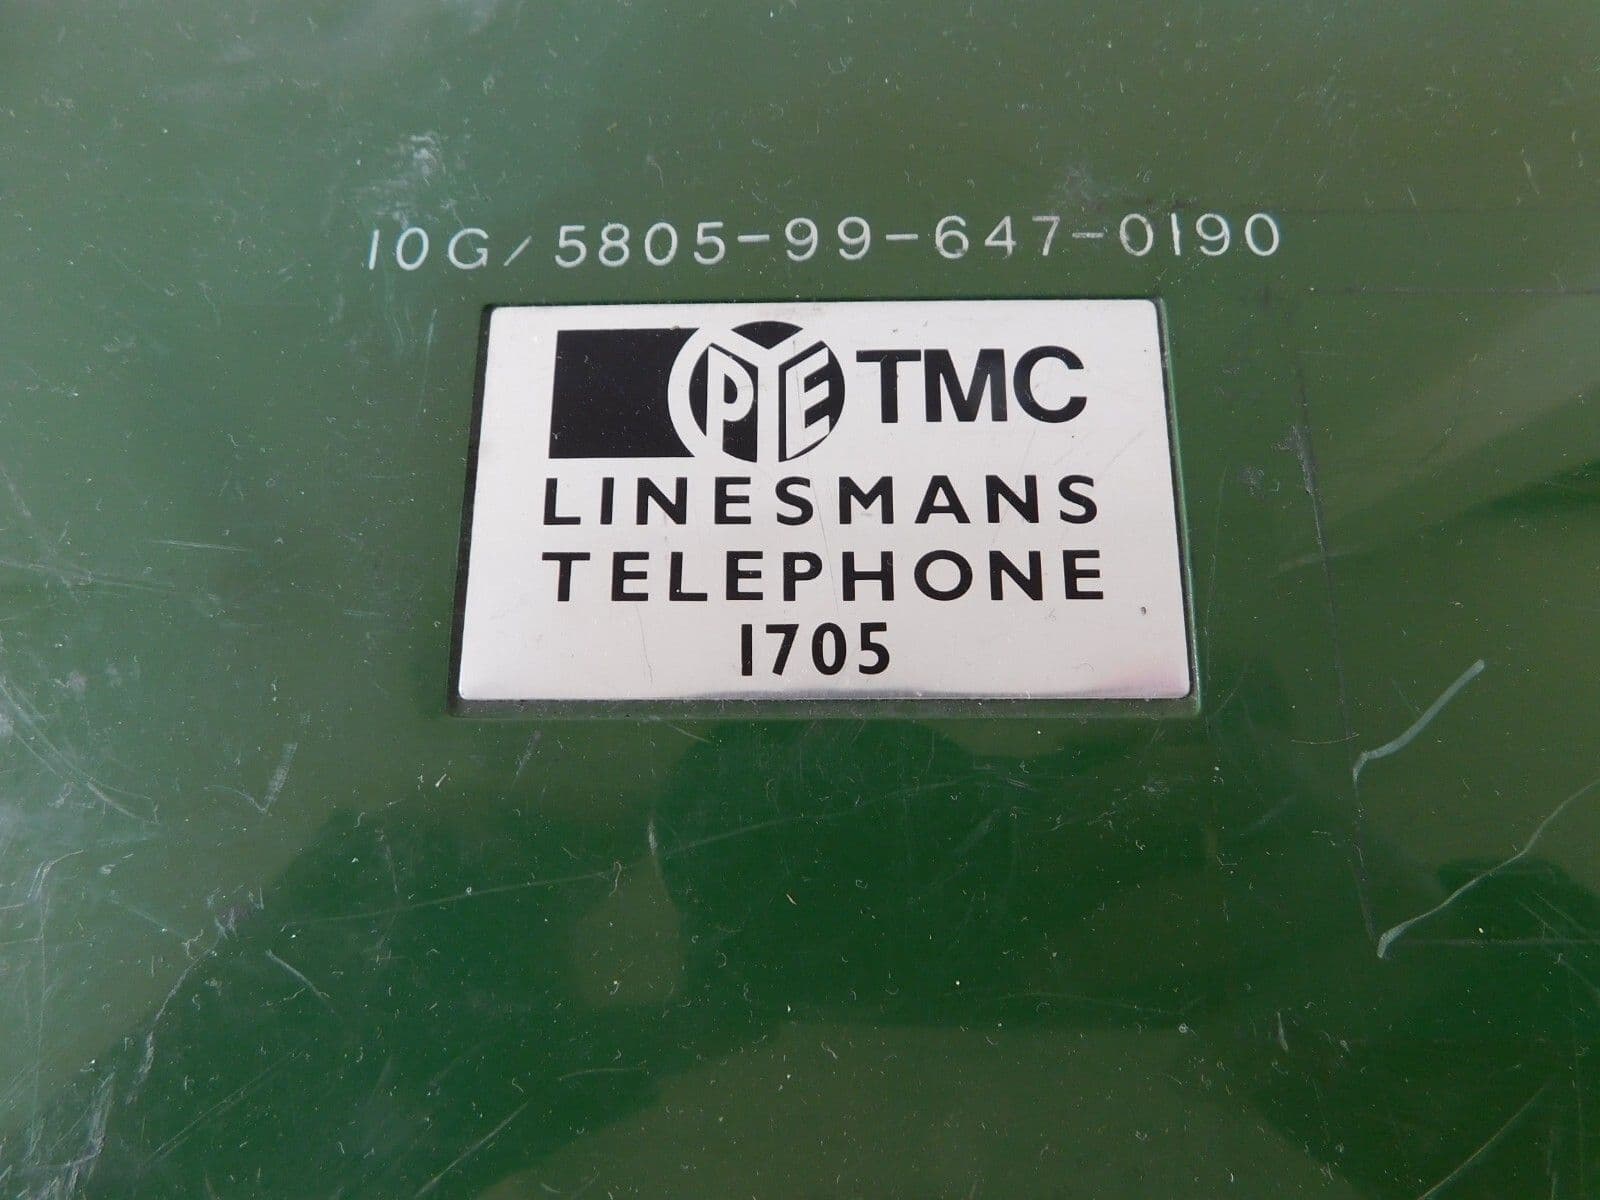 10G/5805-99-647-0190
PYE TMC
LINESMANS
TELEPHONE
1705